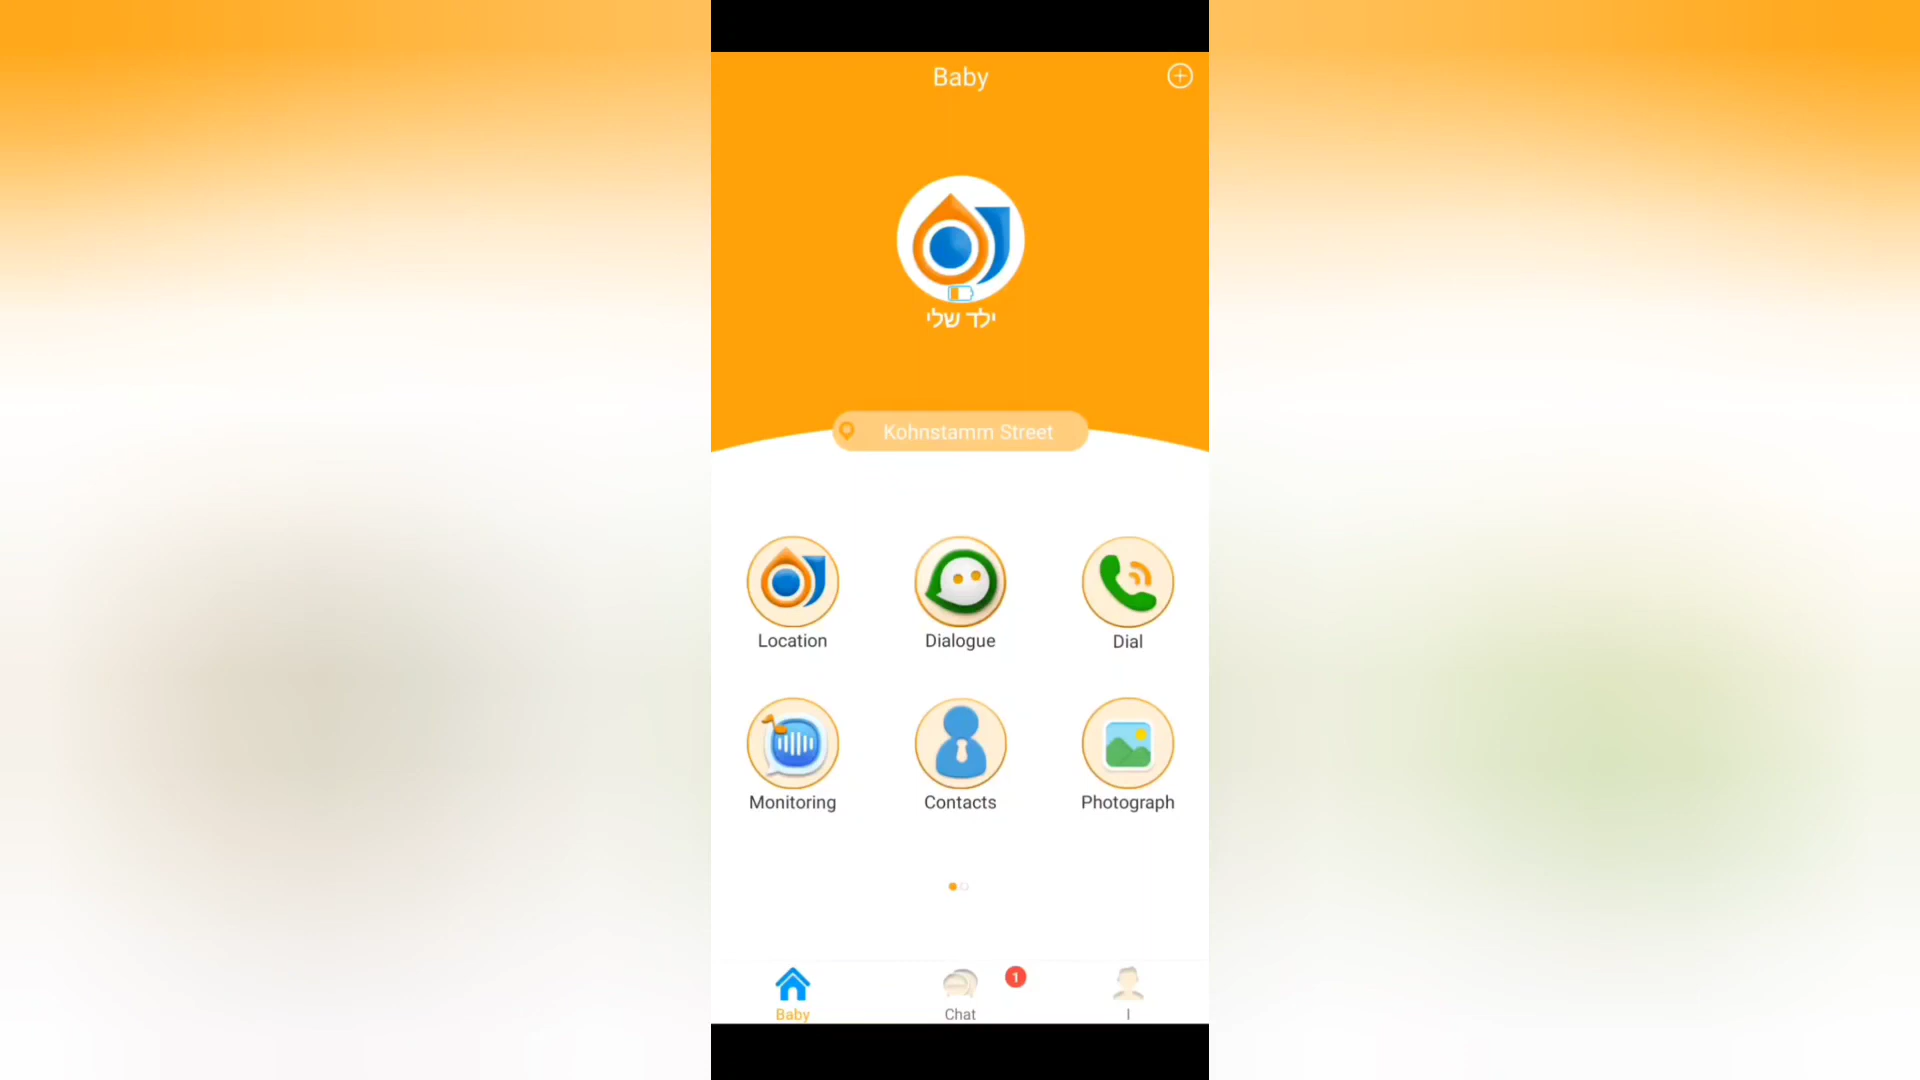 Baby
ילד שלי
Kohnstamm Street
Location
Dialogue
Dial
Monitoring
Contacts
Photograph
1
Baby
Chat
I